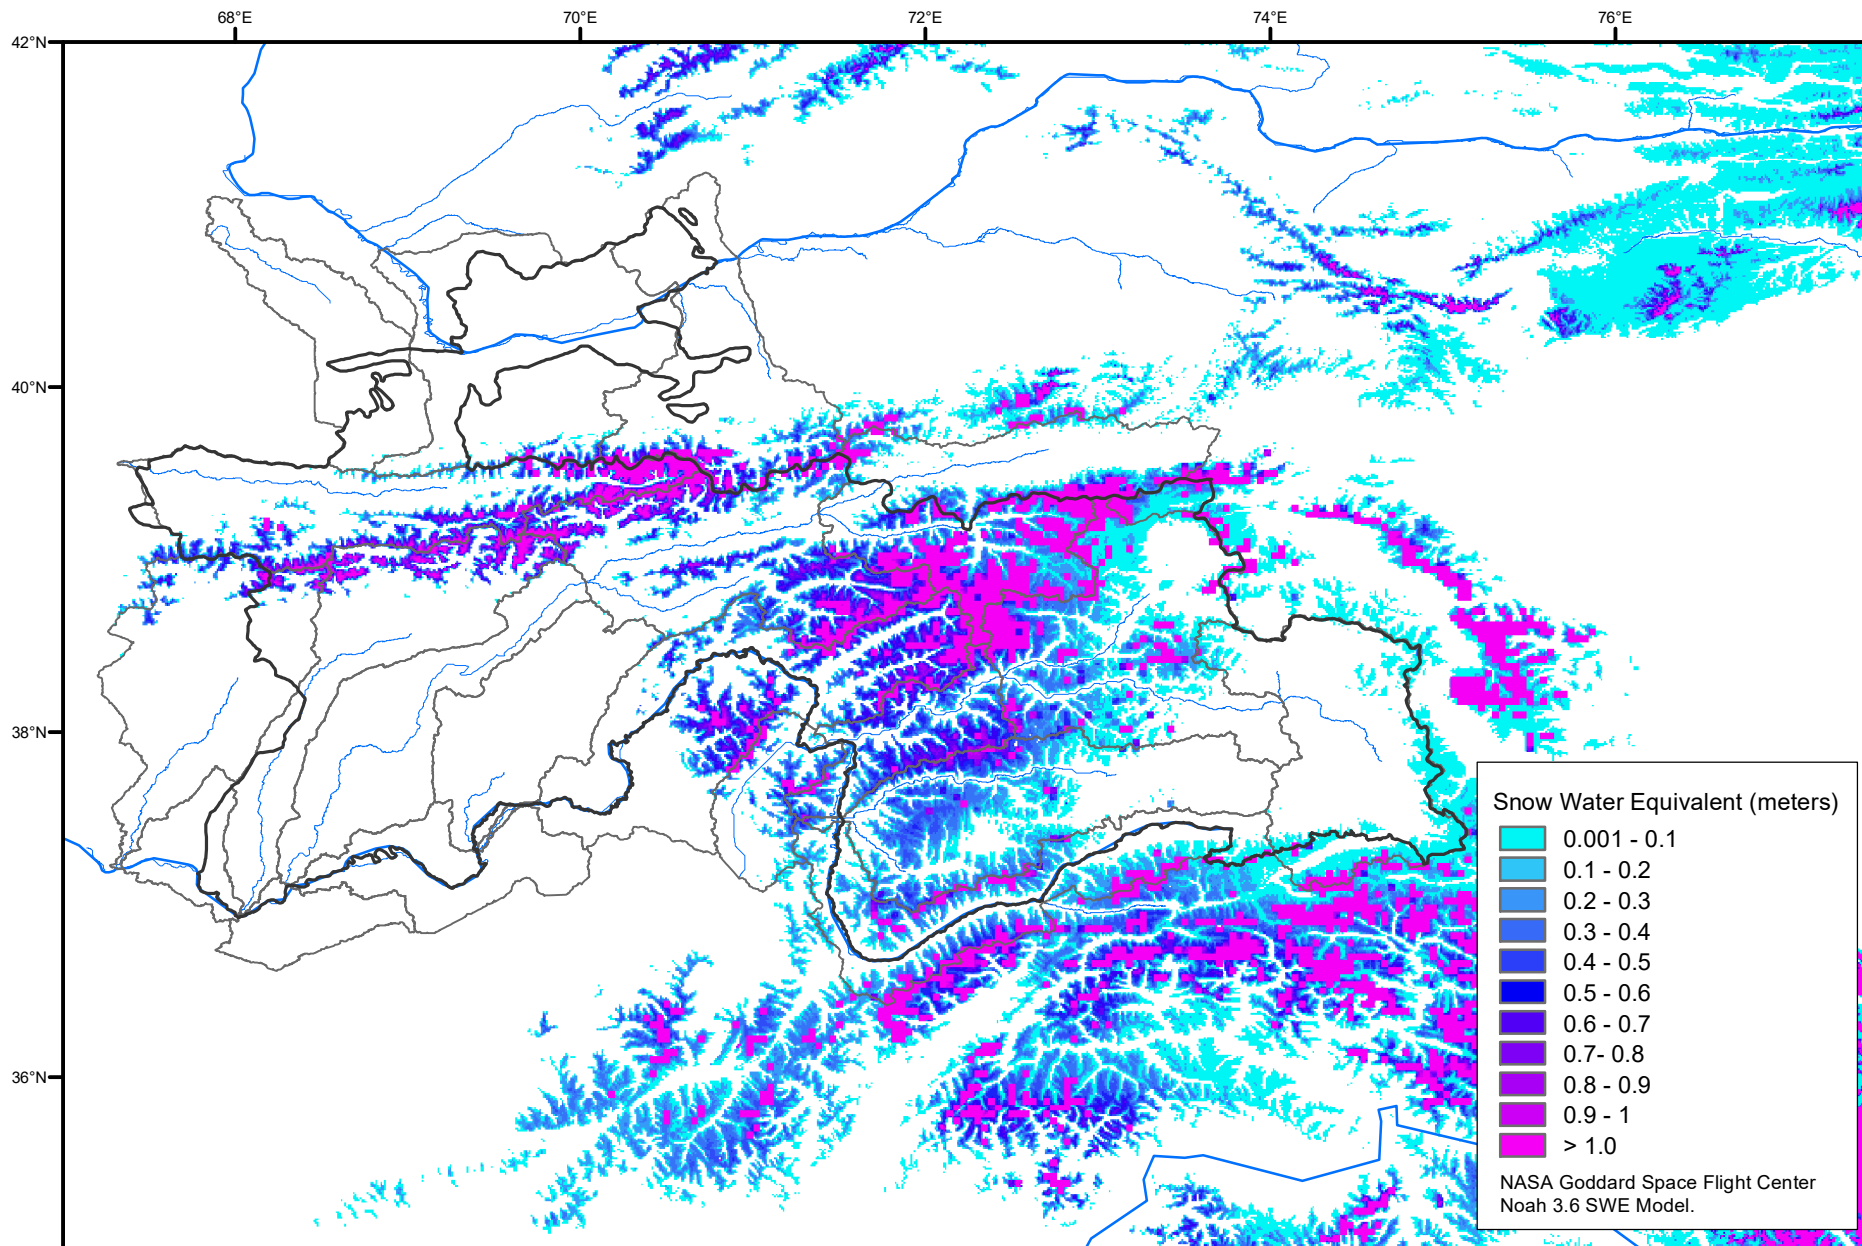 68°E 70°E 72°E 74°E 76°E
42°N
40°N
38°N
36°N
Snow Water Equivalent (meters)
0.001 - 0.1
0.1 - 0.2
0.2 - 0.3
0.3 - 0.4
0.4 - 0.5
0.5 - 0.6
0.6 - 0.7
0.7- 0.8
0.8 - 0.9
0.9 - 1
> 1.0
NASA Goddard Space Flight Center
Noah 3.6 SWE Model.